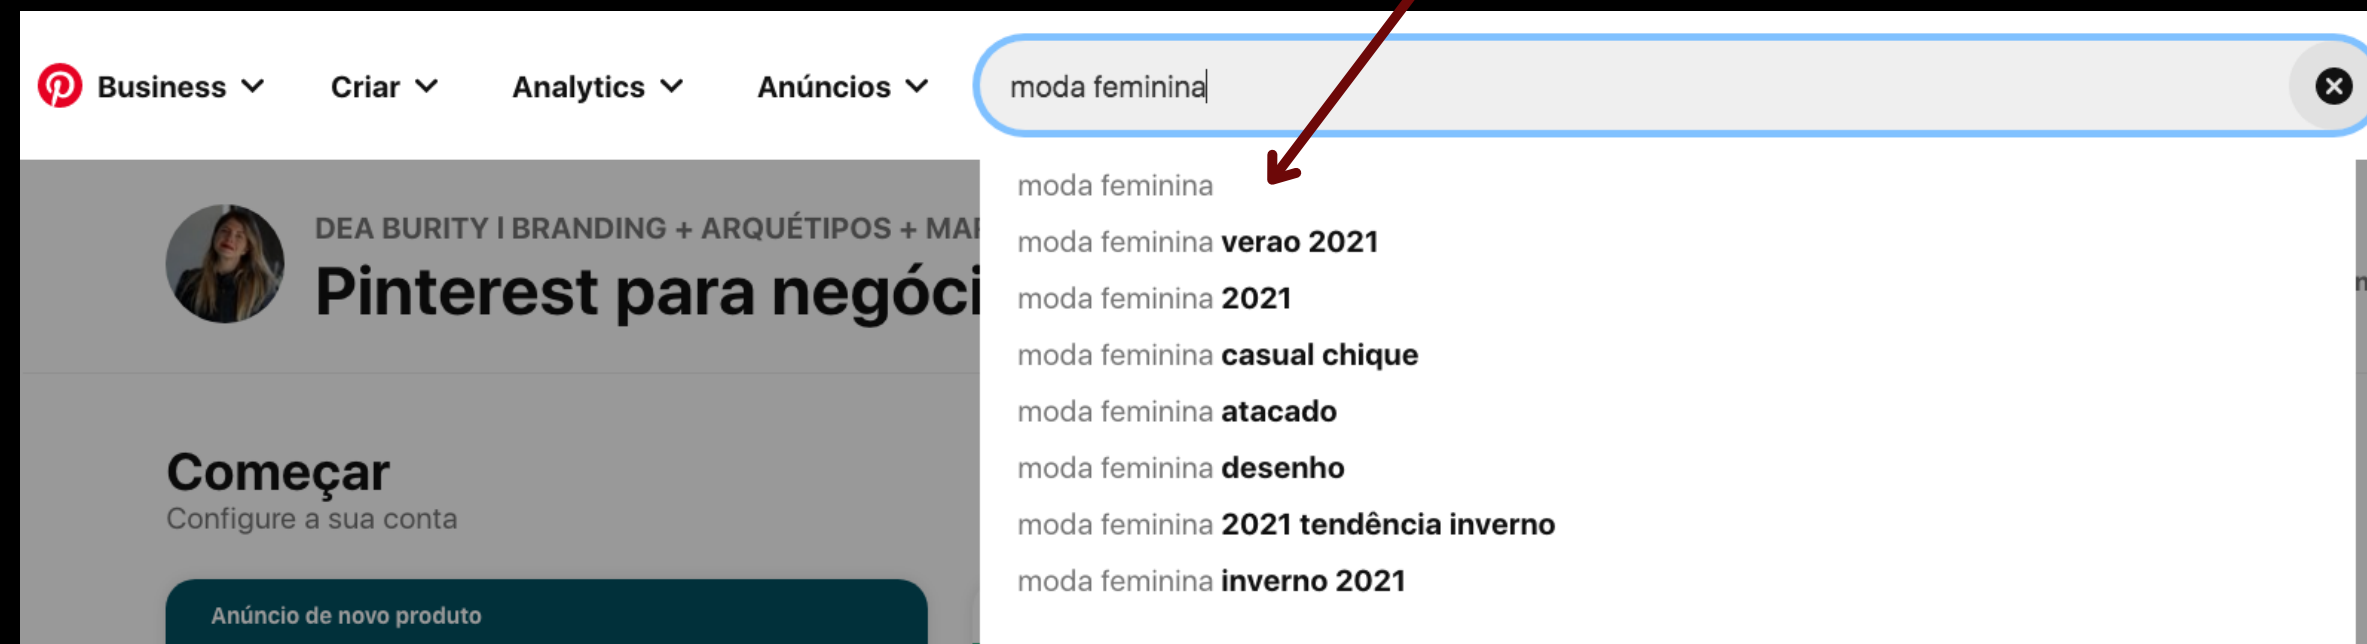 Business Criar Analytics Anúncios moda feminina
moda feminina
DEA BURITY | BRANDING + ARQUÉTIPOS +
moda feminina verao 2021
Pinterest para
moda feminina 2021
moda feminina casual chique
moda feminina atacado
Começar
moda feminina desenho
Configure a sua conta
moda feminina 2021 tendência inverno
moda feminina inverno 2021
Anúncio de novo produto